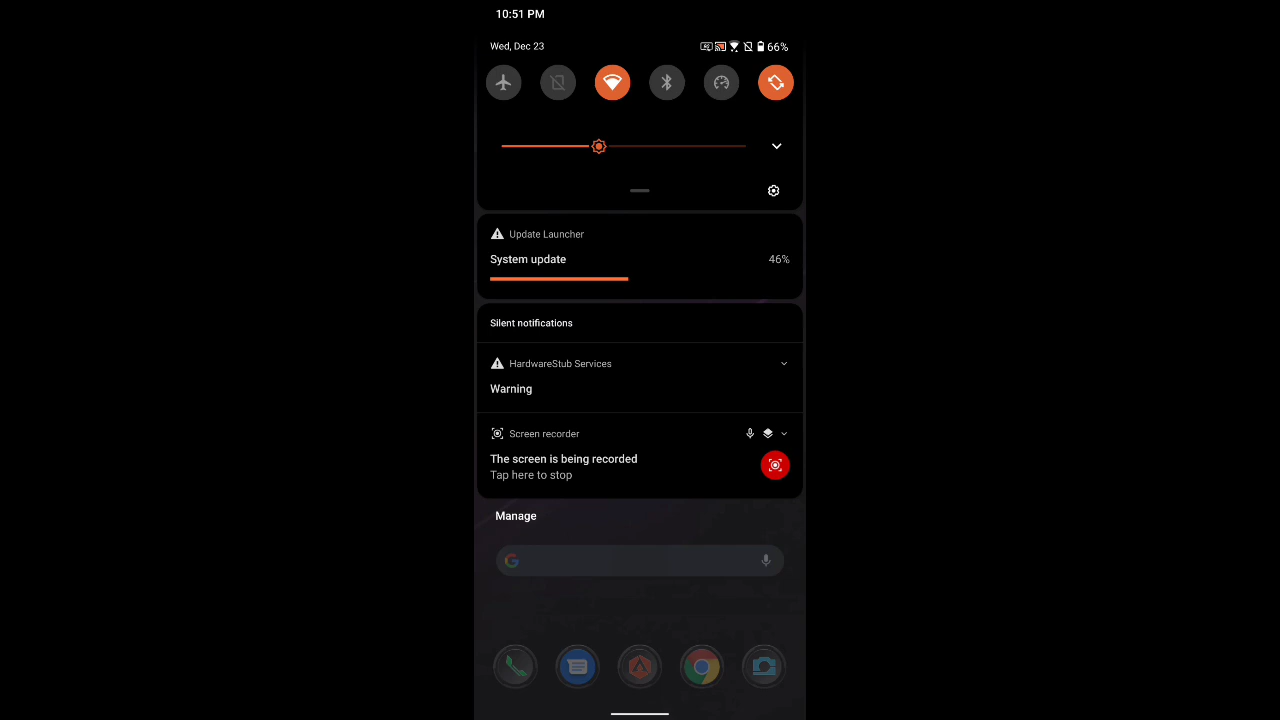 10:51 PM
Wed, Dec 23
66%
Update Launcher
System update
46%
Silent notifications
HardwareStub Services
Warning
Screen recorder
The screen is being recorded
Tap here to stop
Manage